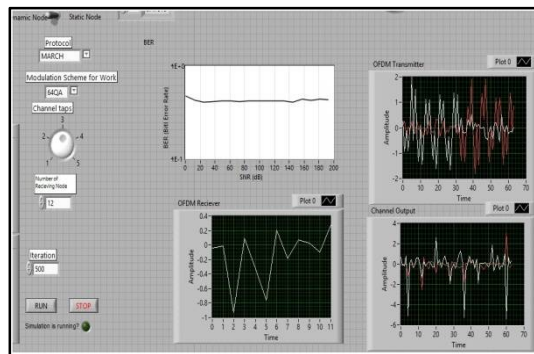 namic Node Static Node
Protocol
MARCH
Modulation Scheme for Work
64QA
Channel taps
3
2 4
1 5
Number of
Recieving Node
12
Iteration
500
RUN STOP
Simulation is running?
BER
1E+0
BER (Bitl Error Rate)
1E-1
0 20 40 60 80 100 120 140 160 180 200
SNR (dB)
OFDM Transmitter Plot 0
Amplitude
2
1
0
-1
-2
0 10 20 30 40 50 60 70
Time
OFDM Reciever Plot 0
Amplitude
0.4
0.2
0
-0.2
-0.4
-0.6
-0.8
-1
0 1 2 3 4 5 6 7 8 9 10 11
Time
Channel Output Plot 0
Amplitude
4
2
0
-2
-4
-6
0 10 20 30 40 50 60 70
Time